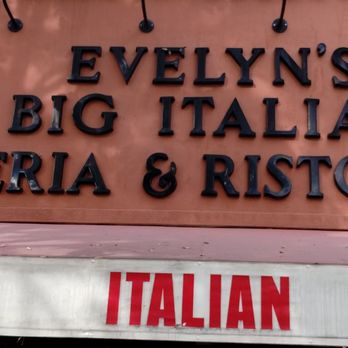 EVELYN'S
BIG ITALIA
ERIA & RISTO
ITALIAN